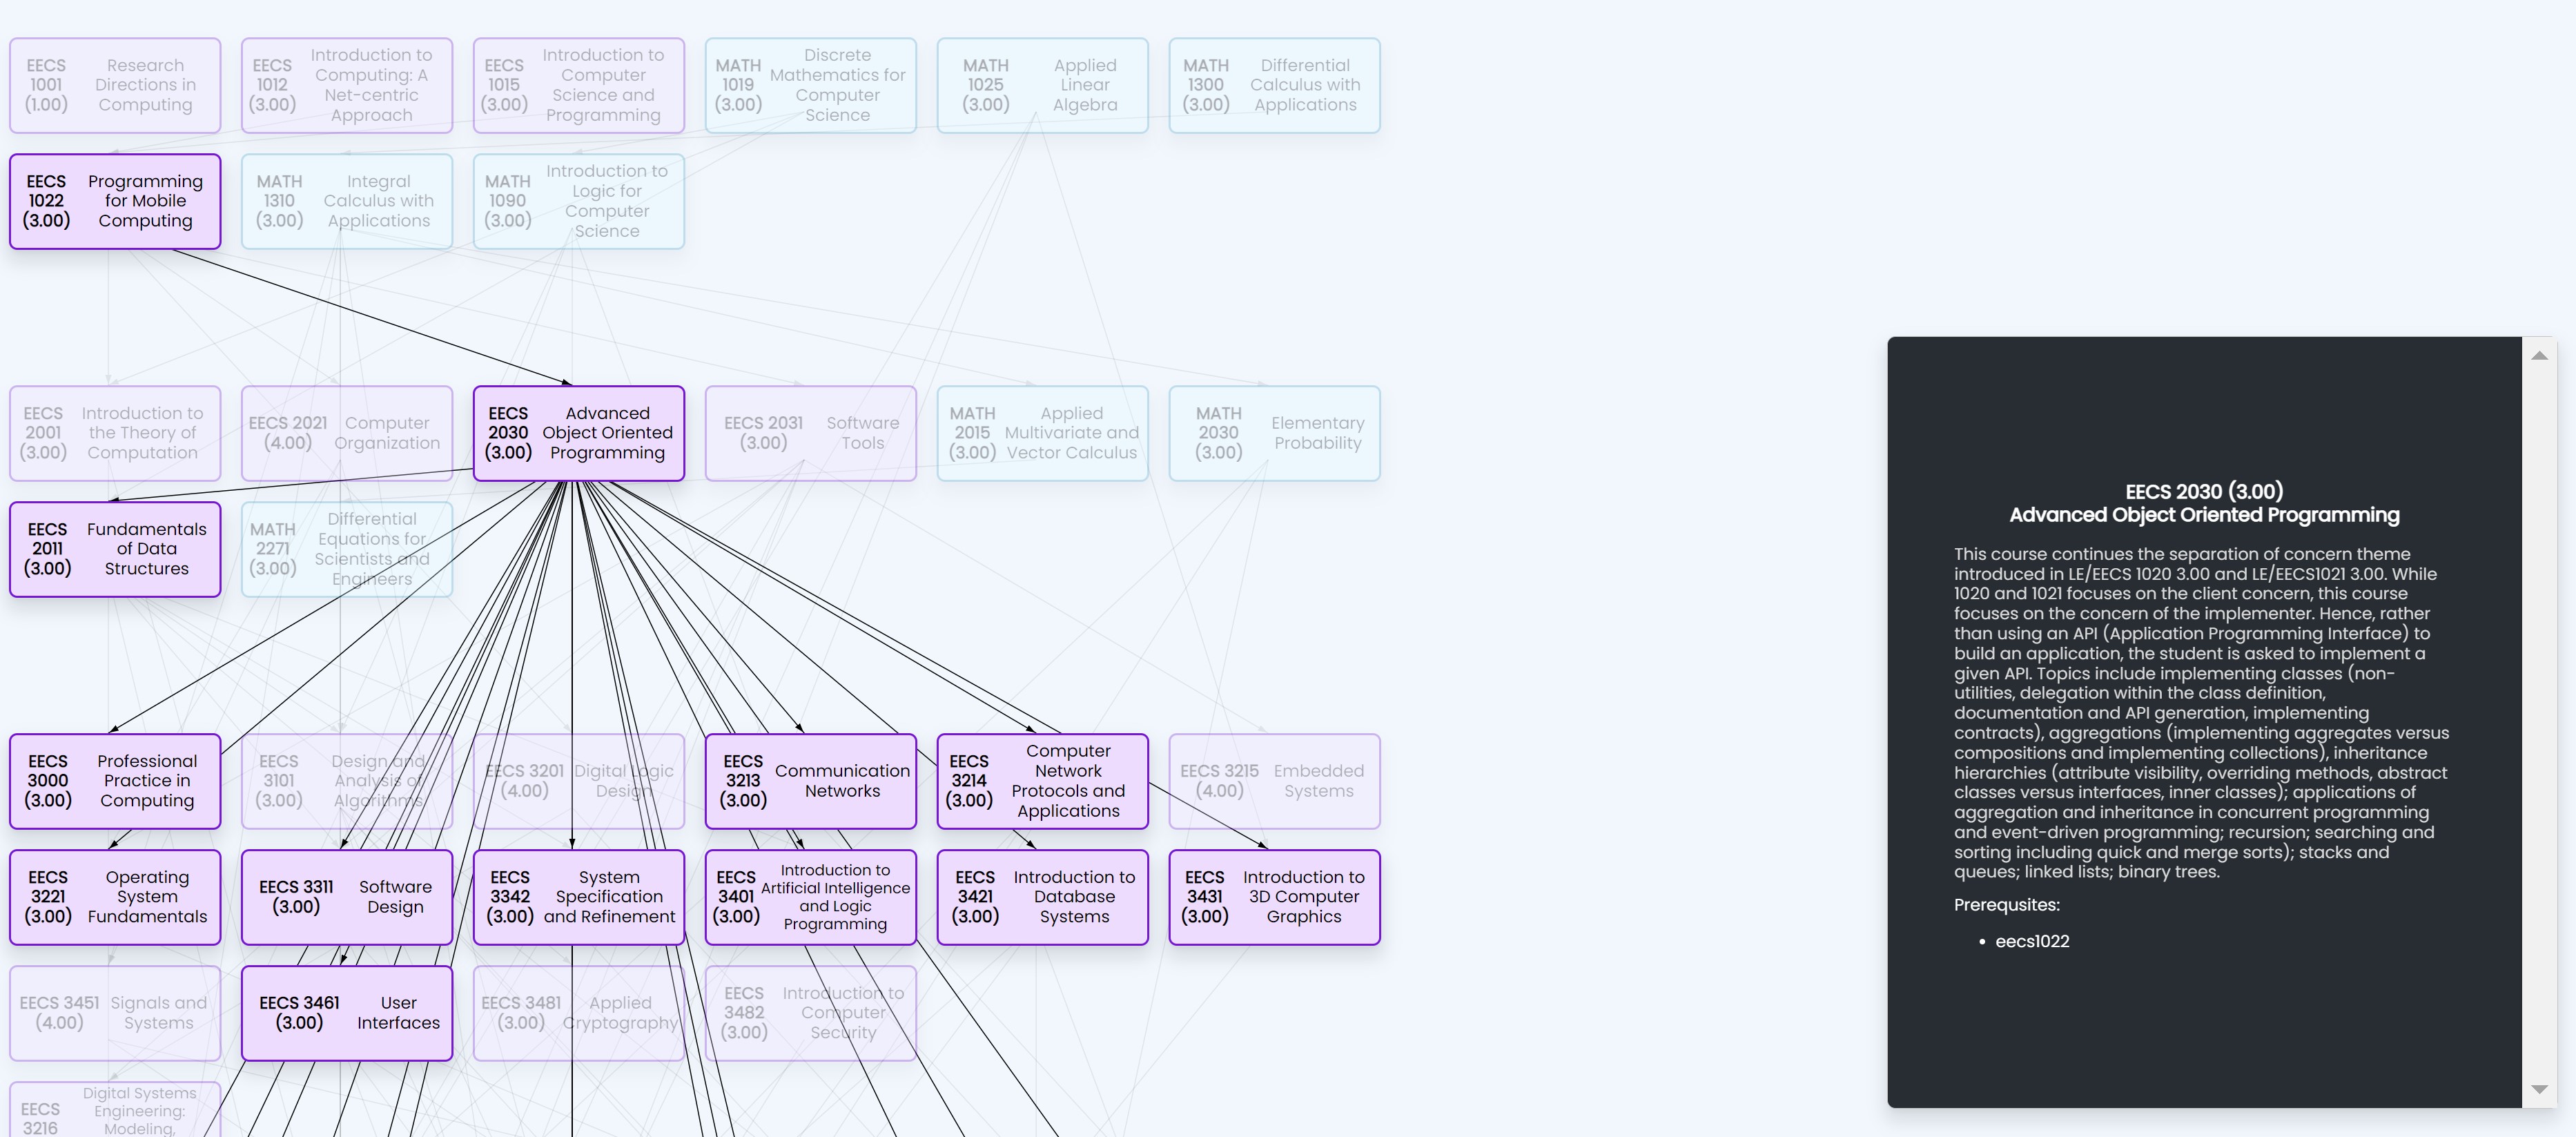 EECS
1001
(1.00)
Research
Directions in
Computing
EECS
1012
(3.00)
Introduction to
Computing: A
Net-centric
Approach
EECS
1015
(3.00)
Introduction to
Computer
Science and
Programming
MATH
1019
(3.00)
Discrete
Mathematics for
Computer
Science
MATH
1025
(3.00)
Applied
Linear
Algebra
MATH
1300
(3.00)
Differential
Calculus with
Applications
EECS
1022
(3.00)
Programming
for Mobile
Computing
MATH
1310
(3.00)
Integral
Calculus with
Applications
MATH
1090
(3.00)
Introduction to
Logic for
Computer
Science
EECS
2001
(3.00)
Introduction to
the Theory of
Computation
EECS 2021
(4.00)
Computer
Organization
EECS
2030
(3.00)
Advanced
Object Oriented
Programming
EECS 2031
(3.00)
Software
Tools
MATH
2015
(3.00)
Applied
Multivariate and
Vector Calculus
MATH
2030
(3.00)
Elementary
Probability
EECS
2011
(3.00)
Fundamentals
of Data
Structures
MATH
2271
(3.00)
Differential
Equations for
Scientists and
Engineers
EECS
3000
(3.00)
Professional
Practice in
Computing
EECS
3101
(3.00)
Design and
Analysis of
Algorithms
EECS 3201
(4.00)
Digital Logic
Design
EECS
3213
(3.00)
Communication
Networks
EECS
3214
(3.00)
Computer
Network
Protocols and
Applications
EECS 3215
(4.00)
Embedded
Systems
EECS
3221
(3.00)
Operating
System
Fundamentals
EECS 3311
(3.00)
Software
Design
EECS
3342
(3.00)
System
Specification
and Refinement
EECS
3401
(3.00)
Introduction to
Artificial Intelligence
and Logic
Programming
EECS
3421
(3.00)
Introduction to
Database
Systems
EECS
3431
(3.00)
Introduction to
3D Computer
Graphics
EECS 3451
(4.00)
Signals and
Systems
EECS 3461
(3.00)
User
Interfaces
EECS 3481
(3.00)
Applied
Cryptography
EECS
3482
(3.00)
Introduction to
Computer
Security
EECS
3216
Digital Systems
Engineering:
Modeling,
EECS 2030 (3.00)
Advanced Object Oriented Programming
This course continues the separation of concern theme
introduced in LE/EECS 1020 3.00 and LE/EECS1021 3.00. While
1020 and 1021 focuses on the client concern, this course
focuses on the concern of the implementer. Hence, rather
than using an API (Application Programming Interface) to
build an application, the student is asked to implement a
given API. Topics include implementing classes (non-
utilities, delegation within the class definition,
documentation and API generation, implementing
contracts), aggregations (implementing aggregates versus
compositions and implementing collections), inheritance
hierarchies (attribute visibility, overriding methods, abstract
classes versus interfaces, inner classes); applications of
aggregation and inheritance in concurrent programming
and event-driven programming; recursion; searching and
sorting including quick and merge sorts); stacks and
queues; linked lists; binary trees.
Prerequsites:
• eecs1022